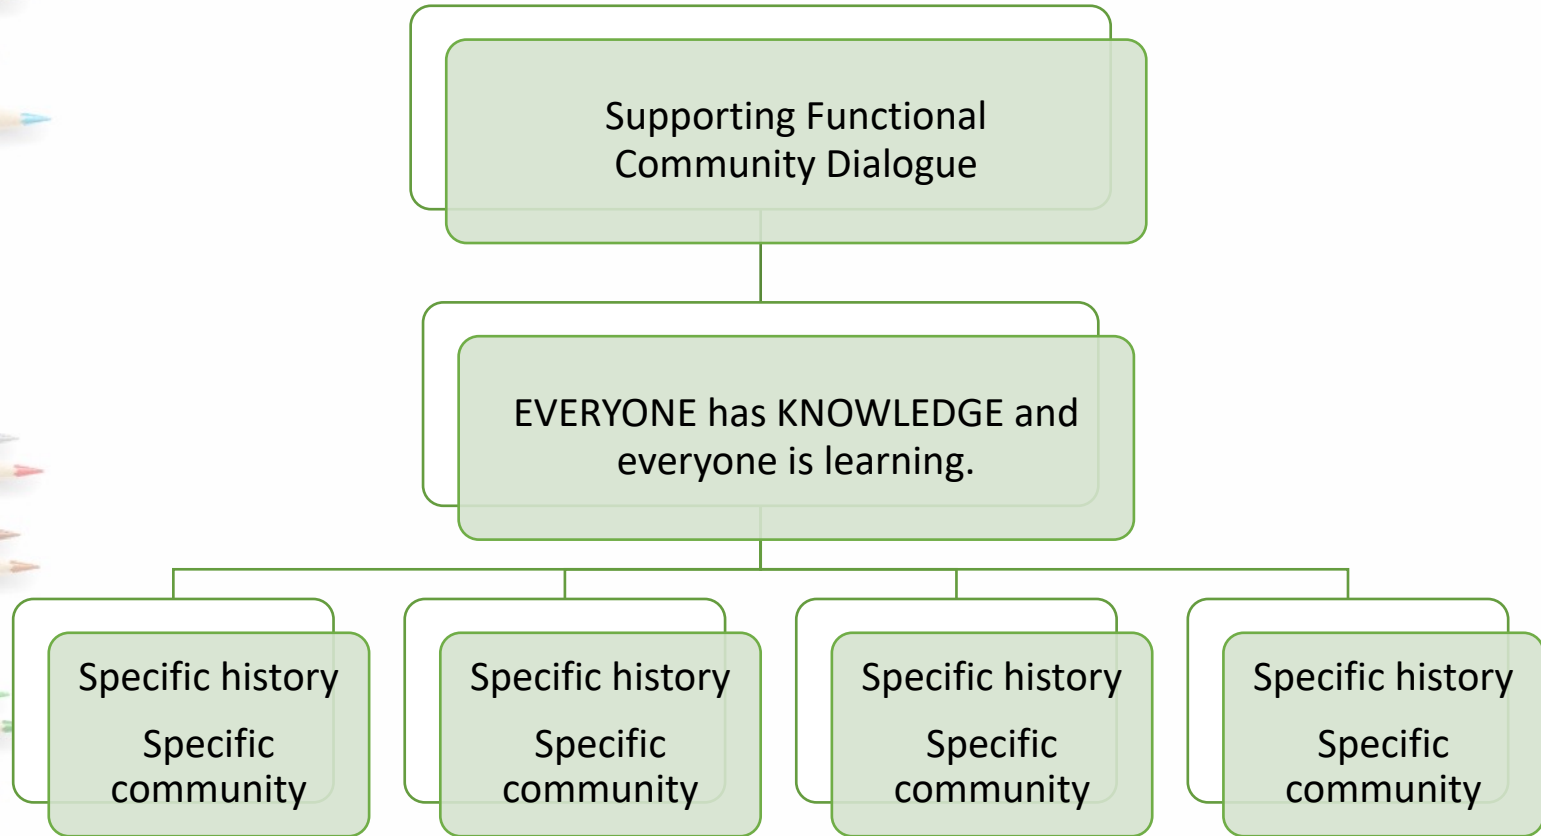 Supporting Functional
Community Dialogue
EVERYONE has KNOWLEDGE and
everyone is learning.
Specific history
Specific
community
Specific history
Specific
community
Specific history
Specific
community
Specific history
Specific
community